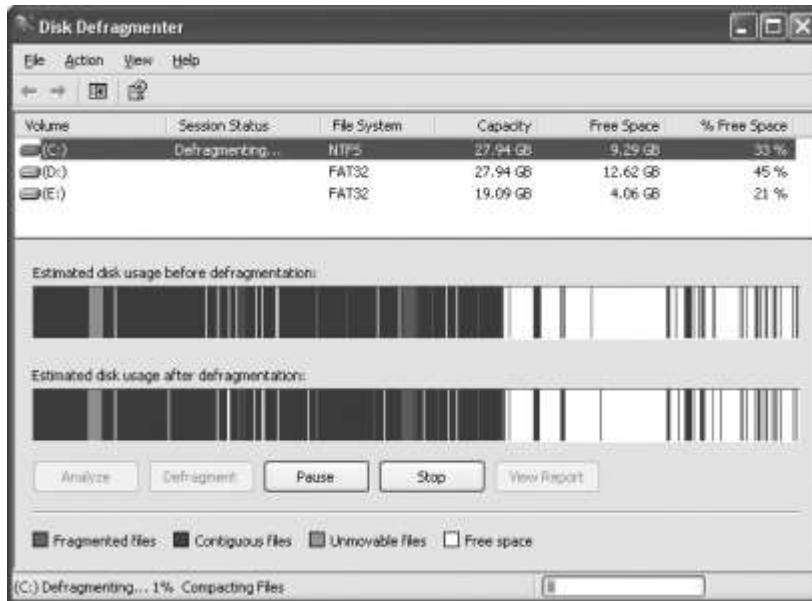 Disk Defragmenter
File Action View Help
Volume Session Status File System Capacity Free Space % Free Space
(C:) Defragmenting... NTFS 27.94 GB 9.29 GB 33 %
(D:) FAT32 27.94 GB 12.62 GB 45 %
(E:) FAT32 19.09 GB 4.06 GB 21 %
Estimated disk usage before defragmentation:
Estimated disk usage after defragmentation:
Analyze Defragment Pause Stop View Report
Fragmented files Contiguous files Unmovable files Free space
(C:) Defragmenting... 1% Compacting Files